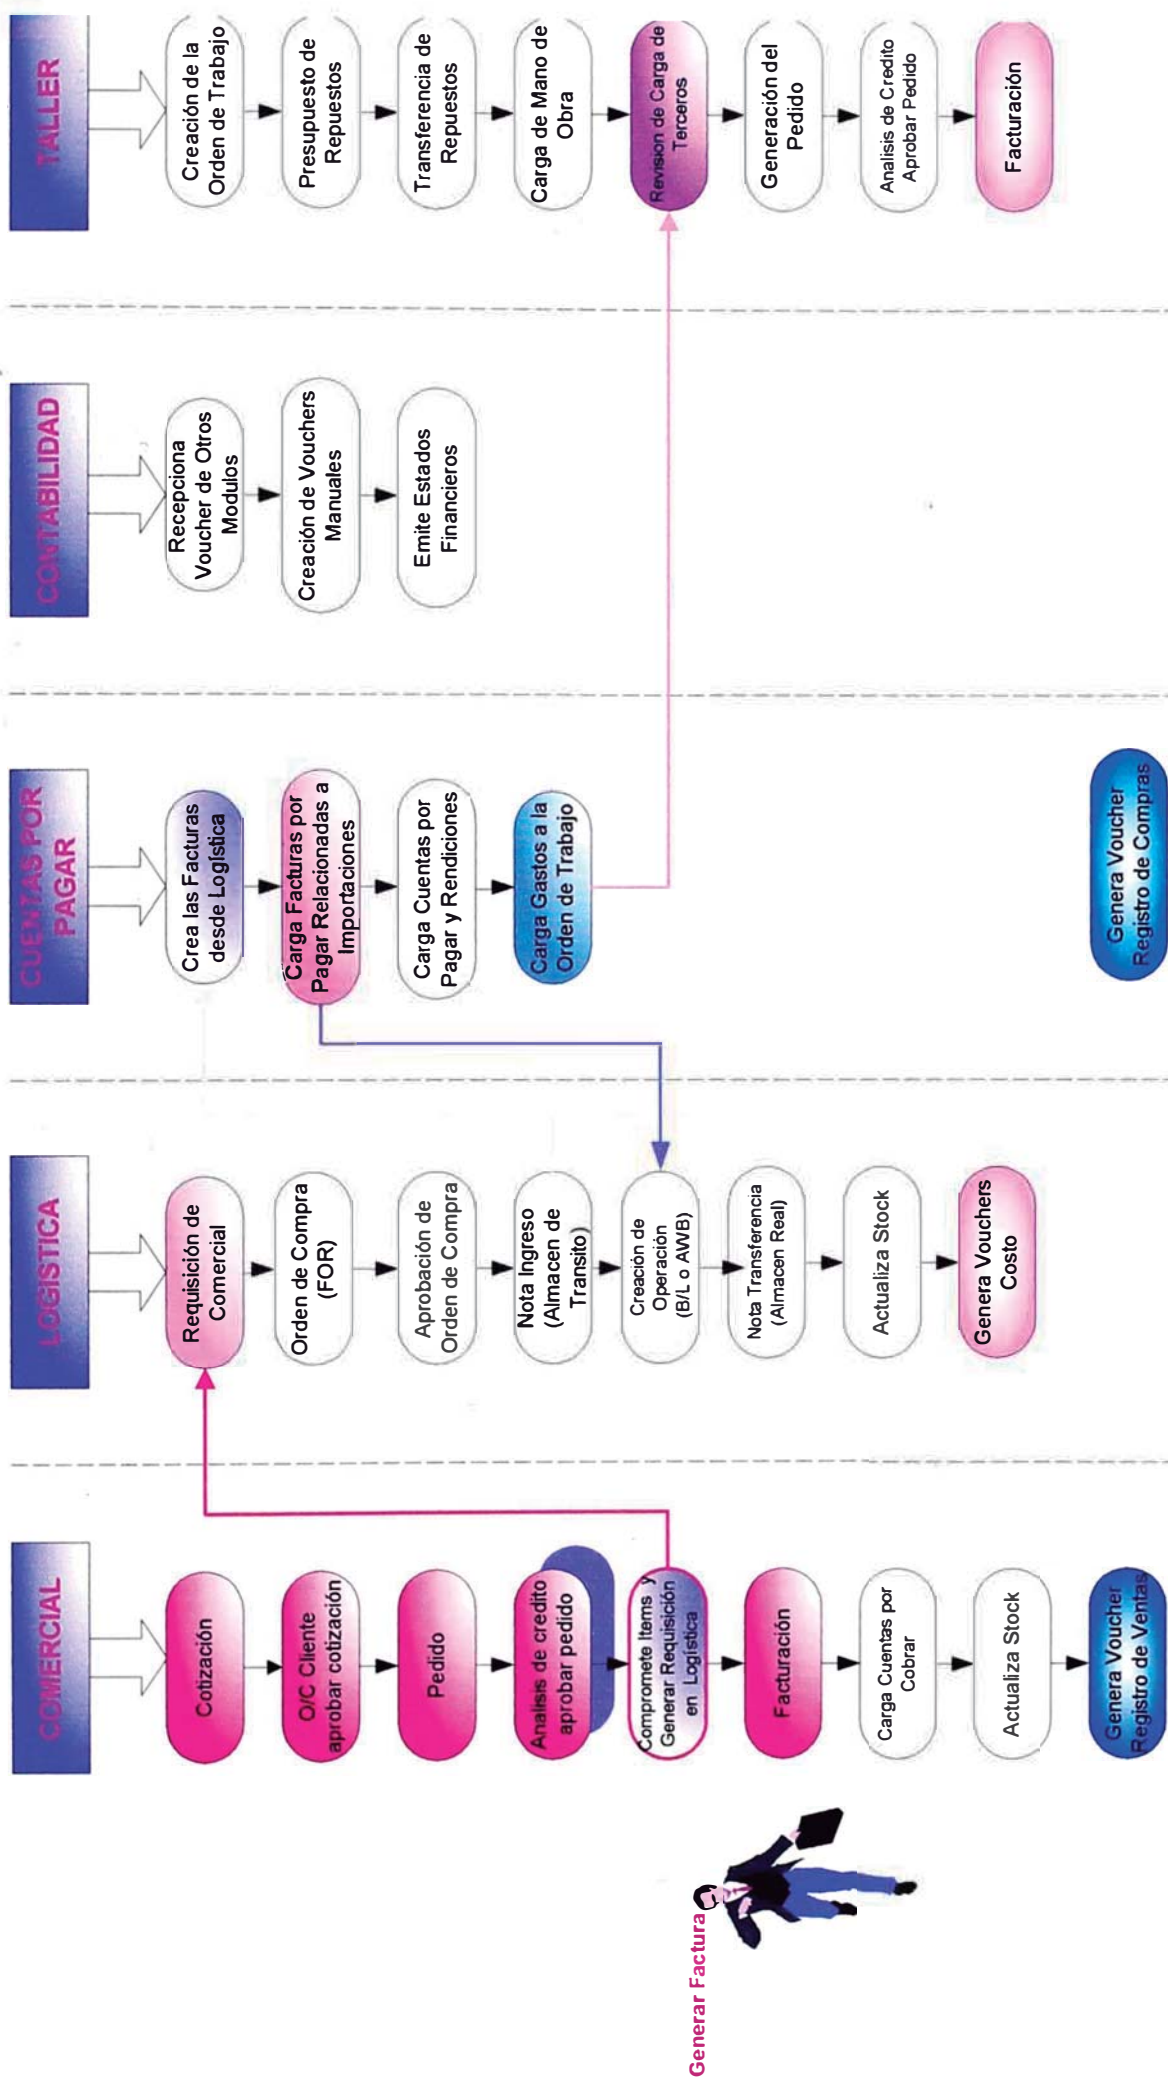 COMERCIAL
Cotización
O/C Cliente
aprobar cotización
Pedido
Analisis de credito
aprobar pedido
Compromete Items y
Generar Requisición
en Logística
Facturación
Carga Cuentas por
Cobrar
Actualiza Stock
Genera Voucher
Registro de Ventas
Generar Factura
LOGISTICA
Requisición de
Comercial
Orden de Compra
(FOR)
Aprobación de
Orden de Compra
Nota Ingreso
(Almacen de
Transito)
Creación de
Operación
(B/L o AWB)
Nota Transferencia
(Almacen Real)
Actualiza Stock
Genera Vouchers
Costo
CUENTAS POR
PAGAR
Crea las Facturas
desde Logística
Carga Facturas por
Pagar Relacionadas a
Importaciones
Carga Cuentas por
Pagar y Rendiciones
Carga Gastos a la
Orden de Trabajo
Genera Voucher
Registro de Compras
CONTABILIDAD
Recepciona
Voucher de Otros
Modulos
Creación de Vouchers
Manuales
Emite Estados
Financieros
TALLER
Creación de la
Orden de Trabajo
Presupuesto de
Repuestos
Transferencia de
Repuestos
Carga de Mano de
Obra
Revision de Carga de
Terceros
Generación del
Pedido
Analisis de Credito
Aprobar Pedido
Facturación